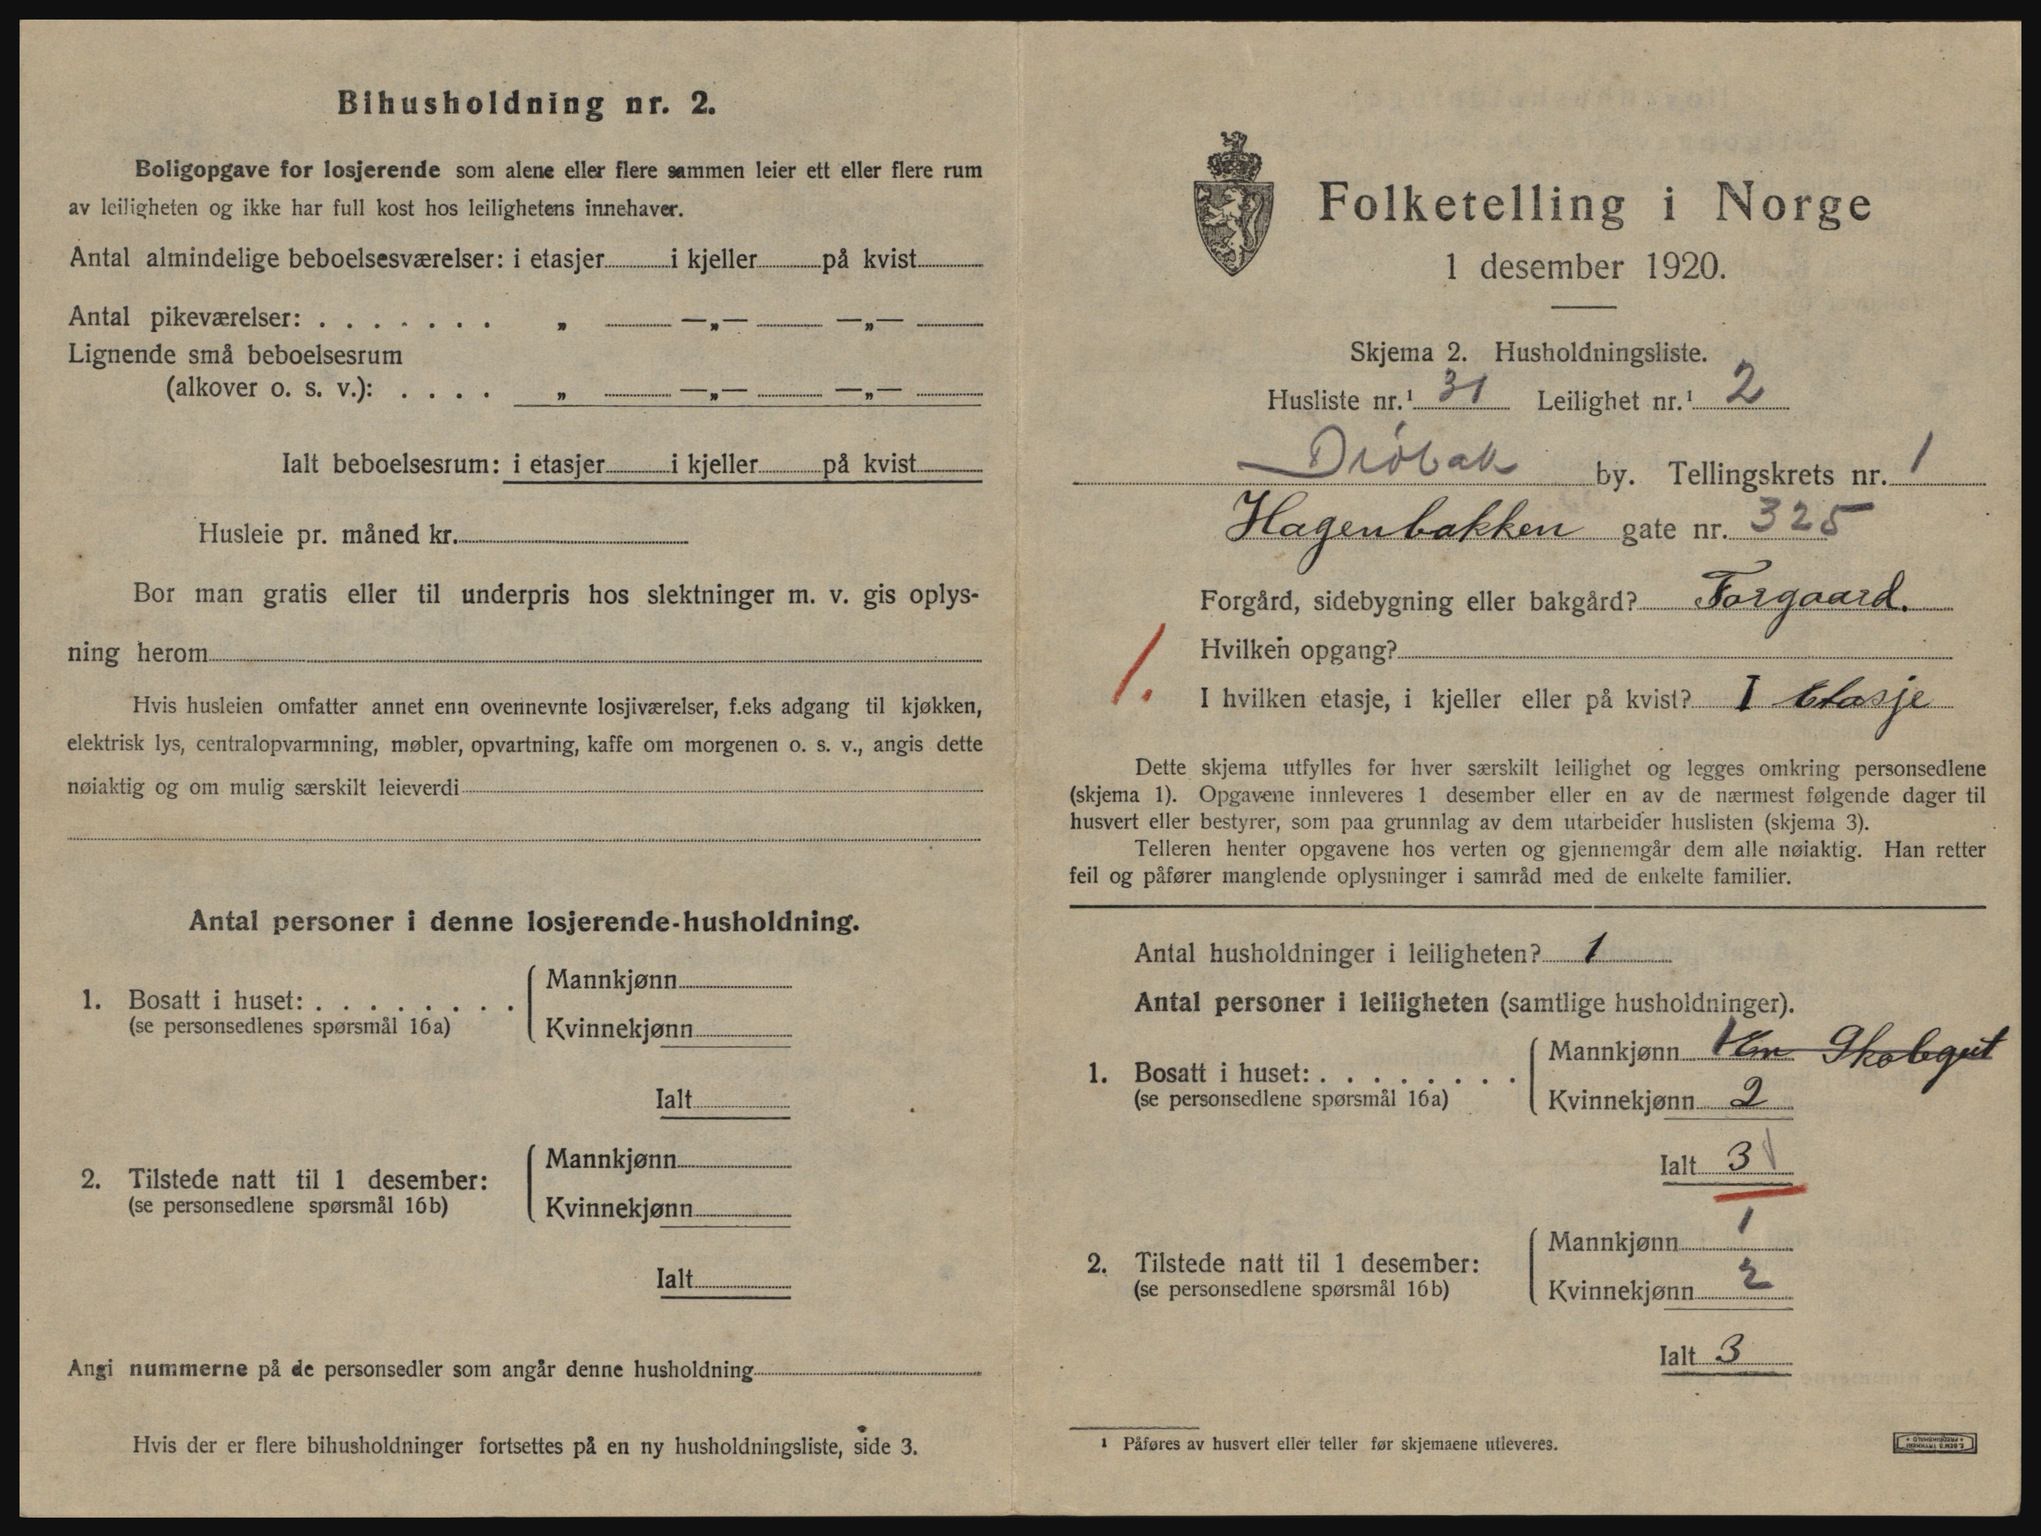 Bihusholdning nr. 2.
Boligopgave for losjerende som alene eller flere sammen leier ett eller flere rum
av leiligheten og ikke har full kost hos leilighetens innehaver.
Antal almindelige beboelsesværelser: i etasjer i kjeller på kvist
Antal pikeværelser: . . . . . . . „ —„— —„—
Lignende små beboelsesrum
(alkover o. s. v.): . . . . „ —„— —„—
Ialt beboelsesrum: i etasjer i kjeller på kvist
Husleie pr. måned kr.
Bor man gratis eller til underpris hos slektninger m. v. gis oplys-
ning herom
Hvis husleien omfatter annet enn ovennevnte losjiværelser, f.eks adgang til kjøkken,
elektrisk lys, centralopvarmning, møbler, opvartning, kaffe om morgenen o. s. v., angis dette
nøiaktig og om mulig særskilt leieverdi
Antal personer i denne losjerende-husholdning.
Mannkjønn
1. Bosatt i huset: . . . . . . . . .
(se personsedlenes spørsmål 16a)
Kvinnekjønn
Ialt
Mannkjønn
2. Tilstede natt til 1 desember:
(se personsedlene spørsmål 16b)
Kvinnekjønn
Ialt
Angi nummerne på de personsedler som angår denne husholdning
Hvis der er flere bihusholdninger fortsettes på en ny husholdningsliste, side 3.
Folketelling i Norge
1 desember 1920.
Skjema 2. Husholdningsliste.
Husliste nr.¹ 31 Leilighet nr.¹ 2
Drøbak by. Tellingskrets nr. 1
Hagenbakken gate nr. 325
Forgård, sidebygning eller bakgård? Forgaard.
Hvilken opgang?
1.
I hvilken etasje, i kjeller eller på kvist? I Etasje
Dette skjema utfylles for hver særskilt leilighet og legges omkring personsedlene
(skjema 1). Opgavene innleveres 1 desember eller en av de nærmest følgende dager til
husvert eller bestyrer, som paa grunnlag av dem utarbeider huslisten (skjema 3).
Telleren henter opgavene hos verten og gjennemgår dem alle nøiaktig. Han retter
feil og påfører manglende oplysninger i samråd med de enkelte familier.
Antal husholdninger i leiligheten? 1
Antal personer i leiligheten (samtlige husholdninger).
Mannkjønn 1 En Skolegut
1. Bosatt i huset: . . . . . . . . .
(se personsedlene spørsmål 16a)
Kvinnekjønn 2
Ialt 3
Mannkjønn 1
2. Tilstede natt til 1 desember:
(se personsedlene spørsmål 16b)
Kvinnekjønn 2
Ialt 3
¹ Påføres av husvert eller teller før skjemaene utleveres.